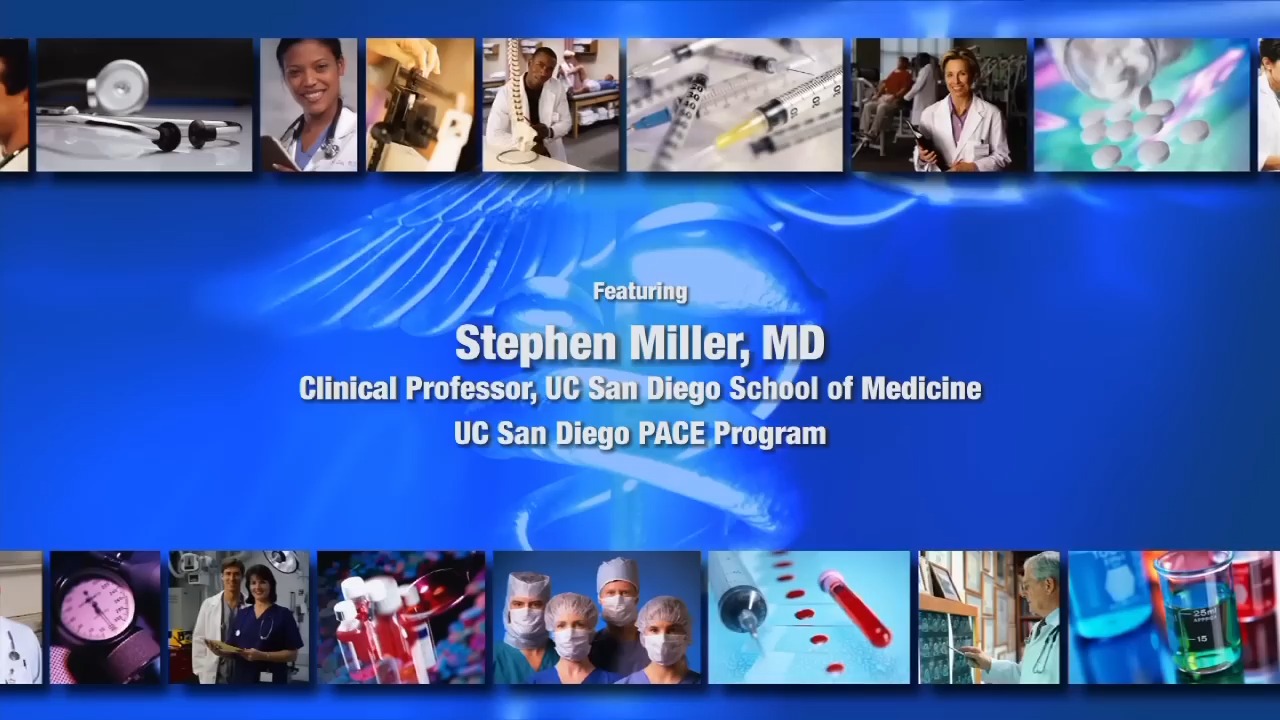 Featuring
Stephen Miller, MD
Clinical Professor, UC San Diego School of Medicine
UC San Diego PACE Program